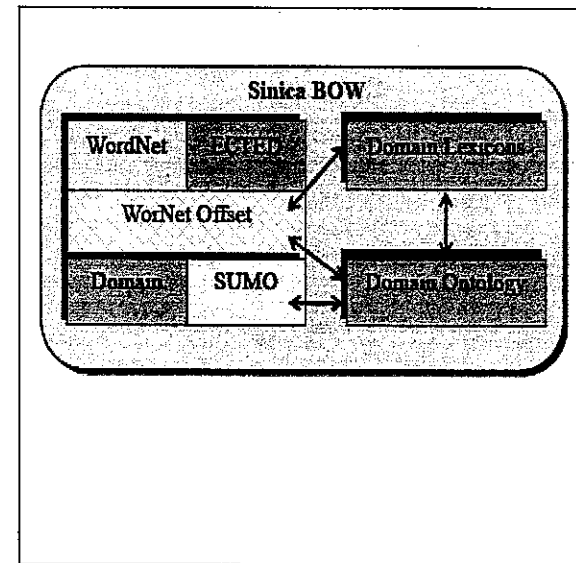 Sinica BOW
WordNet ECTED Domain Lexicons
WorNet Offset
Domain SUMO Domain Ontology